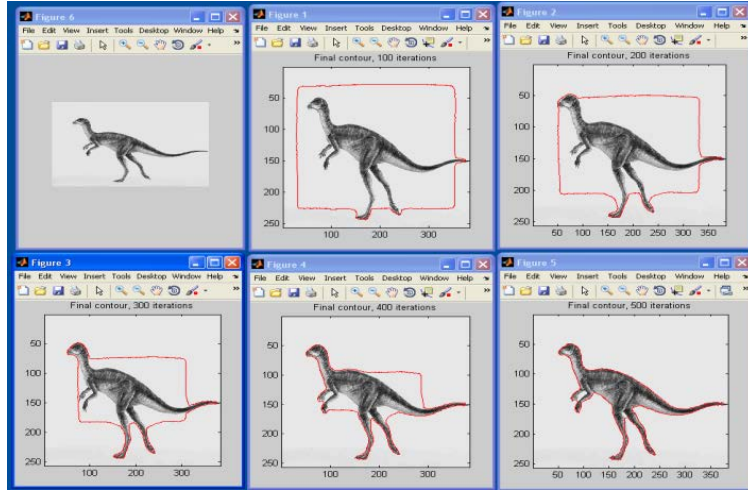 Figure 6
File Edit View Insert Tools Desktop Window Help
Figure 1
File Edit View Insert Tools Desktop Window Help
Final contour, 100 iterations
50
100
150
200
250
100 200 300
Figure 2
File Edit View Insert Tools Desktop Window Help
Final contour, 200 iterations
50
100
150
200
250
50 100 150 200 250 300 350
Figure 3
File Edit View Insert Tools Desktop Window Help
Final contour, 300 iterations
50
100
150
200
250
100 200 300
Figure 4
File Edit View Insert Tools Desktop Window Help
Final contour, 400 iterations
50
100
150
200
250
100 200 300
Figure 5
File Edit View Insert Tools Desktop Window Help
Final contour, 500 iterations
50
100
150
200
250
50 100 150 200 250 300 350